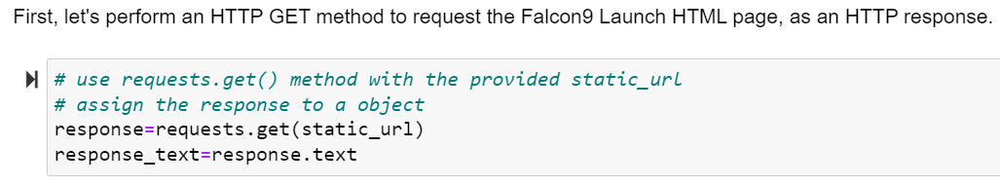 First, let's perform an HTTP GET method to request the Falcon9 Launch HTML page, as an HTTP response.
# use requests.get() method with the provided static_url
# assign the response to a object
response=requests.get(static_url)
response_text=response.text